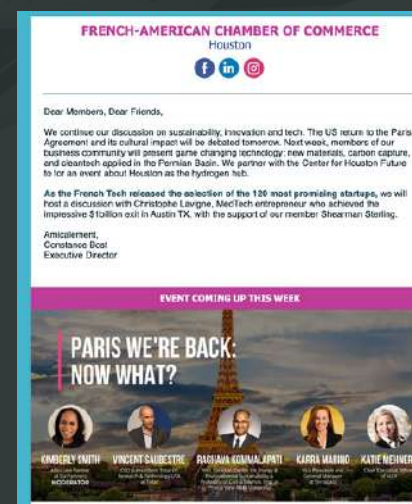 FRENCH-AMERICAN CHAMBER OF COMMERCE
Houston
Dear Members, Dear Friends,
We continue our discussion on sustainability, innovation and tech. The US return to the Paris
Agreement and its cultural impact will be debated tomorrow. Next week, members of our
business community will present game changing technology: new materials, carbon capture,
and cleantech applied in the Permian Basin. We partner with the Center for Houston Future
to for an event about Houston as the hydrogen hub.
As the French Tech released the selection of the 120 most promising startups, we will
host a discussion with Christophe Lavigne, MedTech entrepreneur who achieved the
impressive $1billion exit in Austin TX, with the support of our member Shearman Sterling.
Amicalement,
Constance
Executive Director
EVENT COMING UP THIS WEEK
PARIS WE'RE BACK:
NOW WHAT?
KIMBERLY SMITH VINCENT SAUBESTRE RAGHAVA KOMMALAPATI KARRA MARINO KATIE MEHNERT
MODERATOR